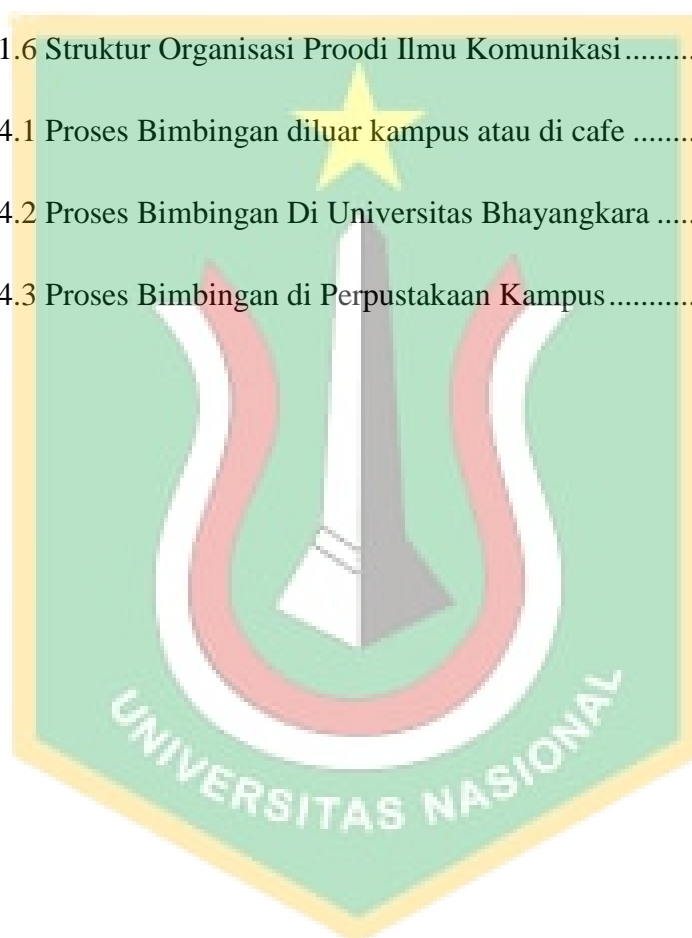 1.6 Struktur Organisasi Proodi Ilmu Komunikasi.........
4.1 Proses Bimbingan diluar kampus atau di cafe ........
4.2 Proses Bimbingan Di Universitas Bhayangkara .....
4.3 Proses Bimbingan di Perpustakaan Kampus...........
UNIVERSITAS NASIONAL